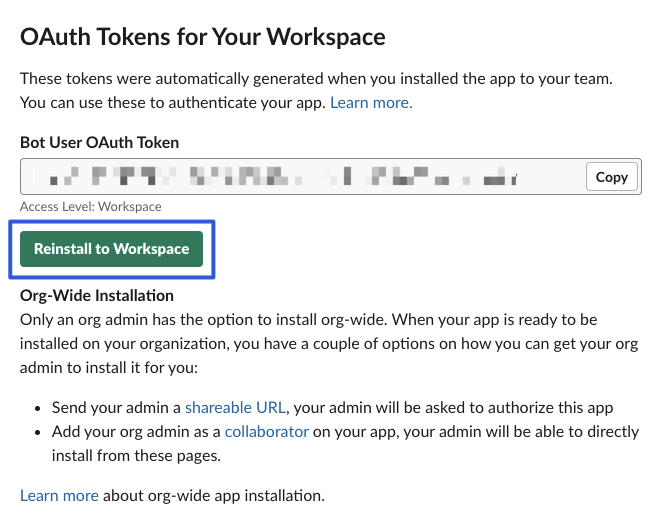 OAuth Tokens for Your Workspace
These tokens were automatically generated when you installed the app to your team.
You can use these to authenticate your app. Learn more.
Bot User OAuth Token
Copy
Access Level: Workspace
Reinstall to Workspace
Org-Wide Installation
Only an org admin has the option to install org-wide. When your app is ready to be
installed on your organization, you have a couple of options on how you can get your org
admin to install it for you:
• Send your admin a shareable URL, your admin will be asked to authorize this app
• Add your org admin as a collaborator on your app, your admin will be able to directly
install from these pages.
Learn more about org-wide app installation.